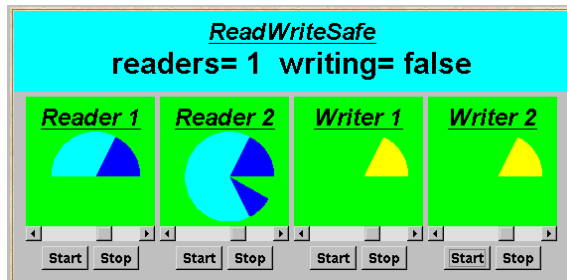 ReadWriteSafe
readers= 1 writing= false
Reader 1 Reader 2 Writer 1 Writer 2
Start Stop Start Stop Start Stop Start Stop